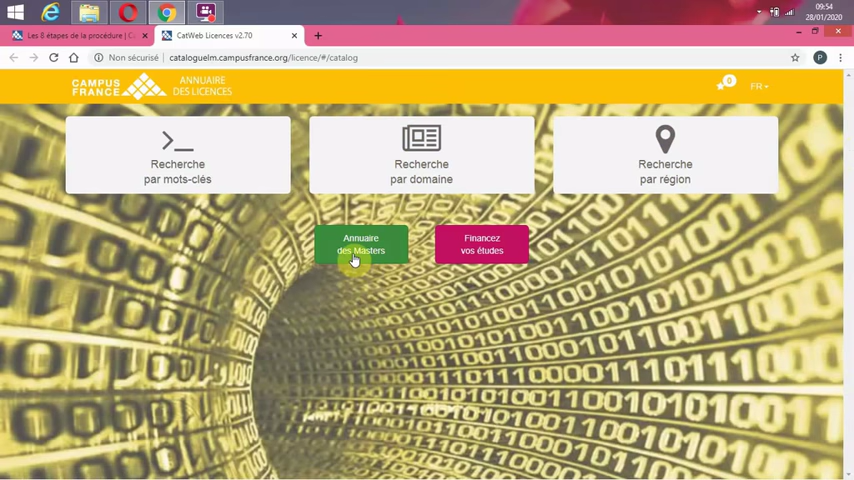 09:54
28/01/2020
Les 8 étapes de la procédure | Ca
CatWeb Licences v2.70
Non sécurisé
cataloguelm.campusfrance.org/licence/#/catalog
P
CAMPUS
FRANCE
ANNUAIRE
DES LICENCES
0
FR
Recherche
par mots-clés
Recherche
par domaine
Recherche
par région
Annuaire
des Masters
Financez
vos études